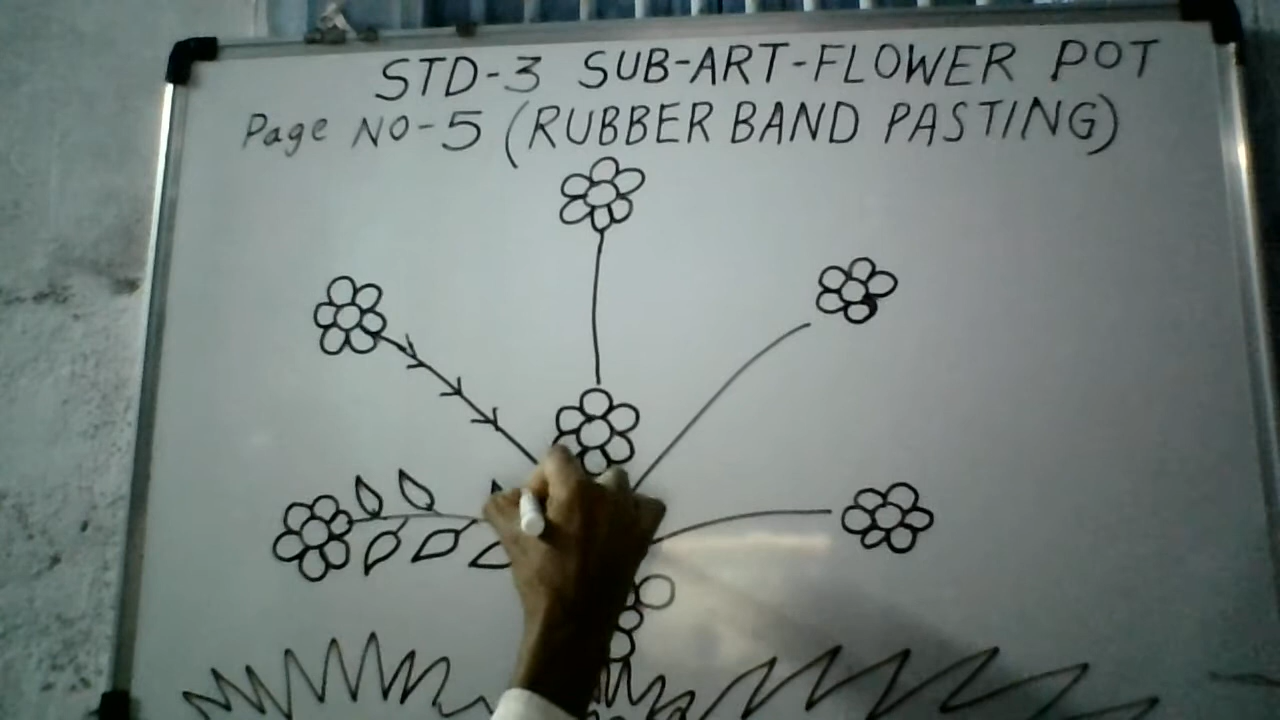 STD-3 SUB-ART-FLOWER POT
Page NO-5 (RUBBER BAND PASTING)